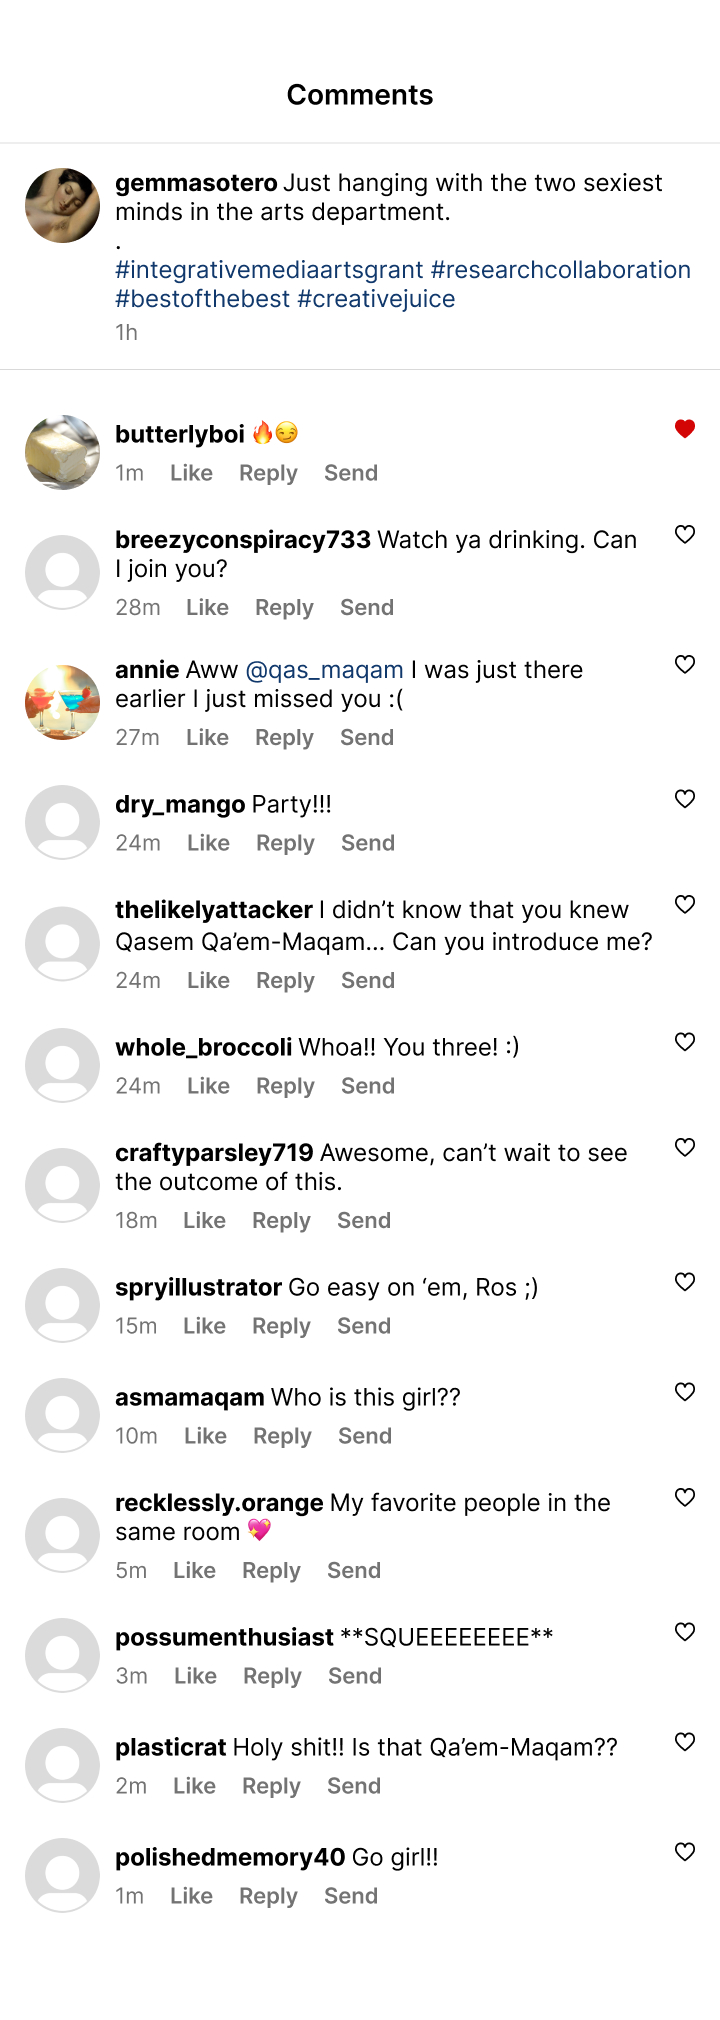 Comments
gemmasotero Just hanging with the two sexiest
minds in the arts department.
.
#integrativemediaartsgrant #researchcollaboration
#bestofthebest #creativejuice
1h
butterlyboi 🔥😏
1m Like Reply Send
breezyconspiracy733 Watch ya drinking. Can
I join you?
28m Like Reply Send
annie Aww @qas_maqam I was just there
earlier I just missed you :(
27m Like Reply Send
dry_mango Party!!!
24m Like Reply Send
thelikelyattacker I didn’t know that you knew
Qasem Qa’em-Maqam... Can you introduce me?
24m Like Reply Send
whole_broccoli Whoa!! You three! :)
24m Like Reply Send
craftyparsley719 Awesome, can’t wait to see
the outcome of this.
18m Like Reply Send
spryillustrator Go easy on ‘em, Ros ;)
15m Like Reply Send
asmamaqam Who is this girl??
10m Like Reply Send
recklessly.orange My favorite people in the
same room 💖
5m Like Reply Send
possumenthusiast **SQUEEEEEEEE**
3m Like Reply Send
plasticrat Holy shit!! Is that Qa’em-Maqam??
2m Like Reply Send
polishedmemory40 Go girl!!
1m Like Reply Send